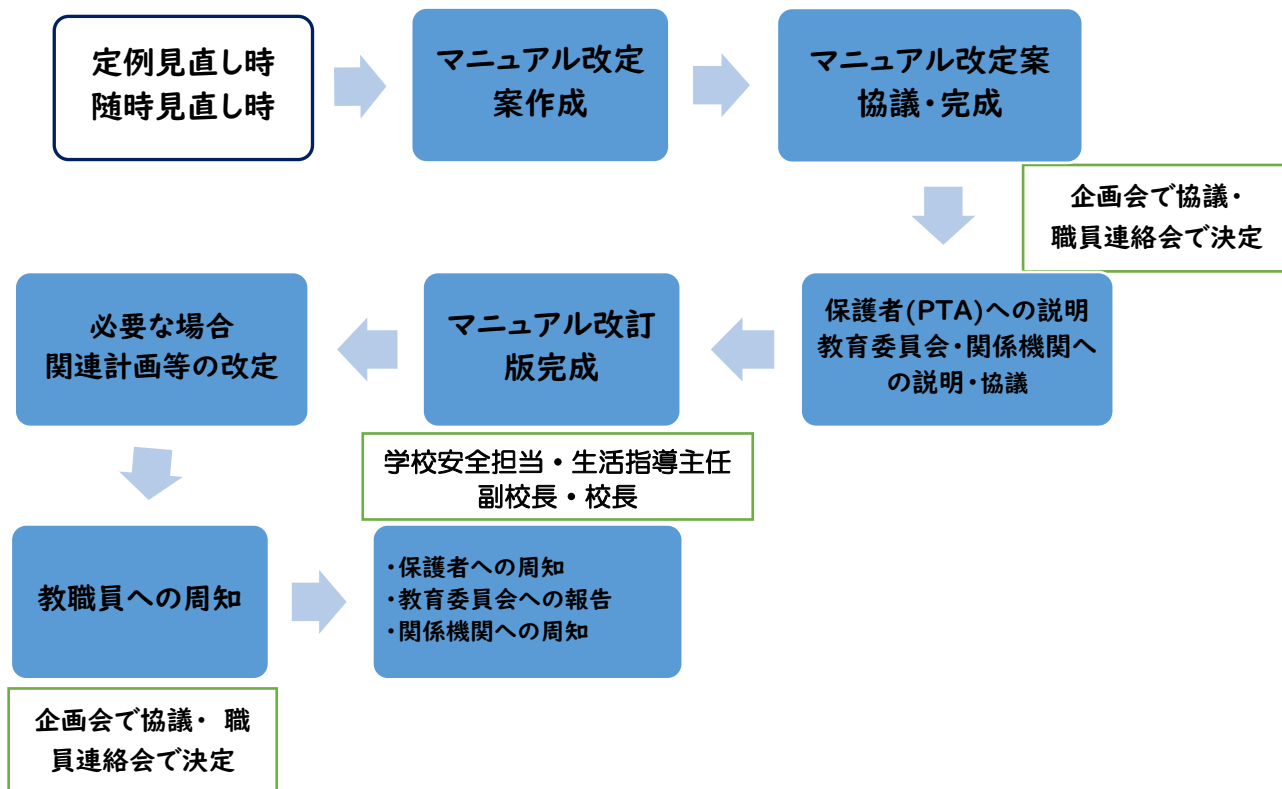 定例見直し時
随時見直し時
マニュアル改定
案作成
マニュアル改定案
協議・完成
企画会で協議・
職員連絡会で決定
保護者(PTA)への説明
教育委員会・関係機関へ
の説明・協議
マニュアル改訂
版完成
学校安全担当・生活指導主任
副校長・校長
必要な場合
関連計画等の改定
教職員への周知
企画会で協議・ 職
員連絡会で決定
・保護者への周知
・教育委員会への報告
・関係機関への周知